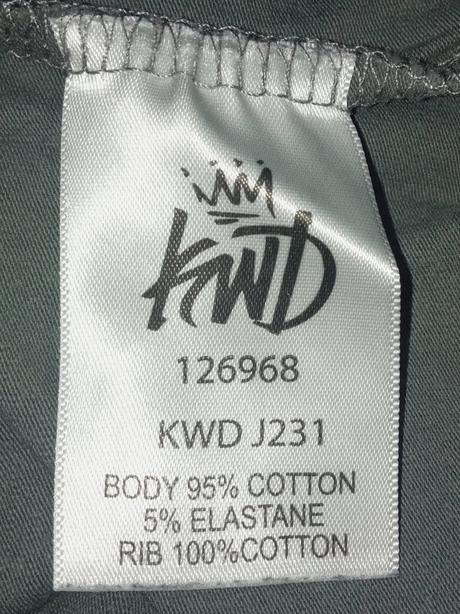 KWD
126968
KWD J231
BODY 95% COTTON
5% ELASTANE
RIB 100%COTTON